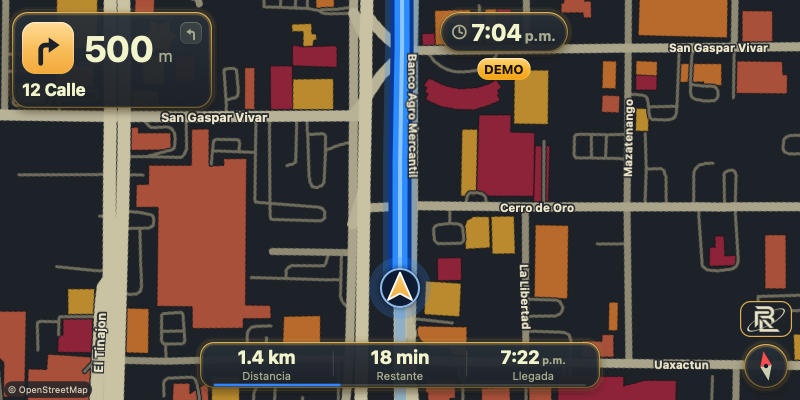 500 m
12 Calle
7:04 p.m.
DEMO
San Gaspar Vivar
San Gaspar Vivar
Banco Agro Mercantil
Mazatenango
Cerro de Oro
La Libertad
El Tinajon
Uaxactun
1.4 km
Distancia
18 min
Restante
7:22 p.m.
Llegada
© OpenStreetMap